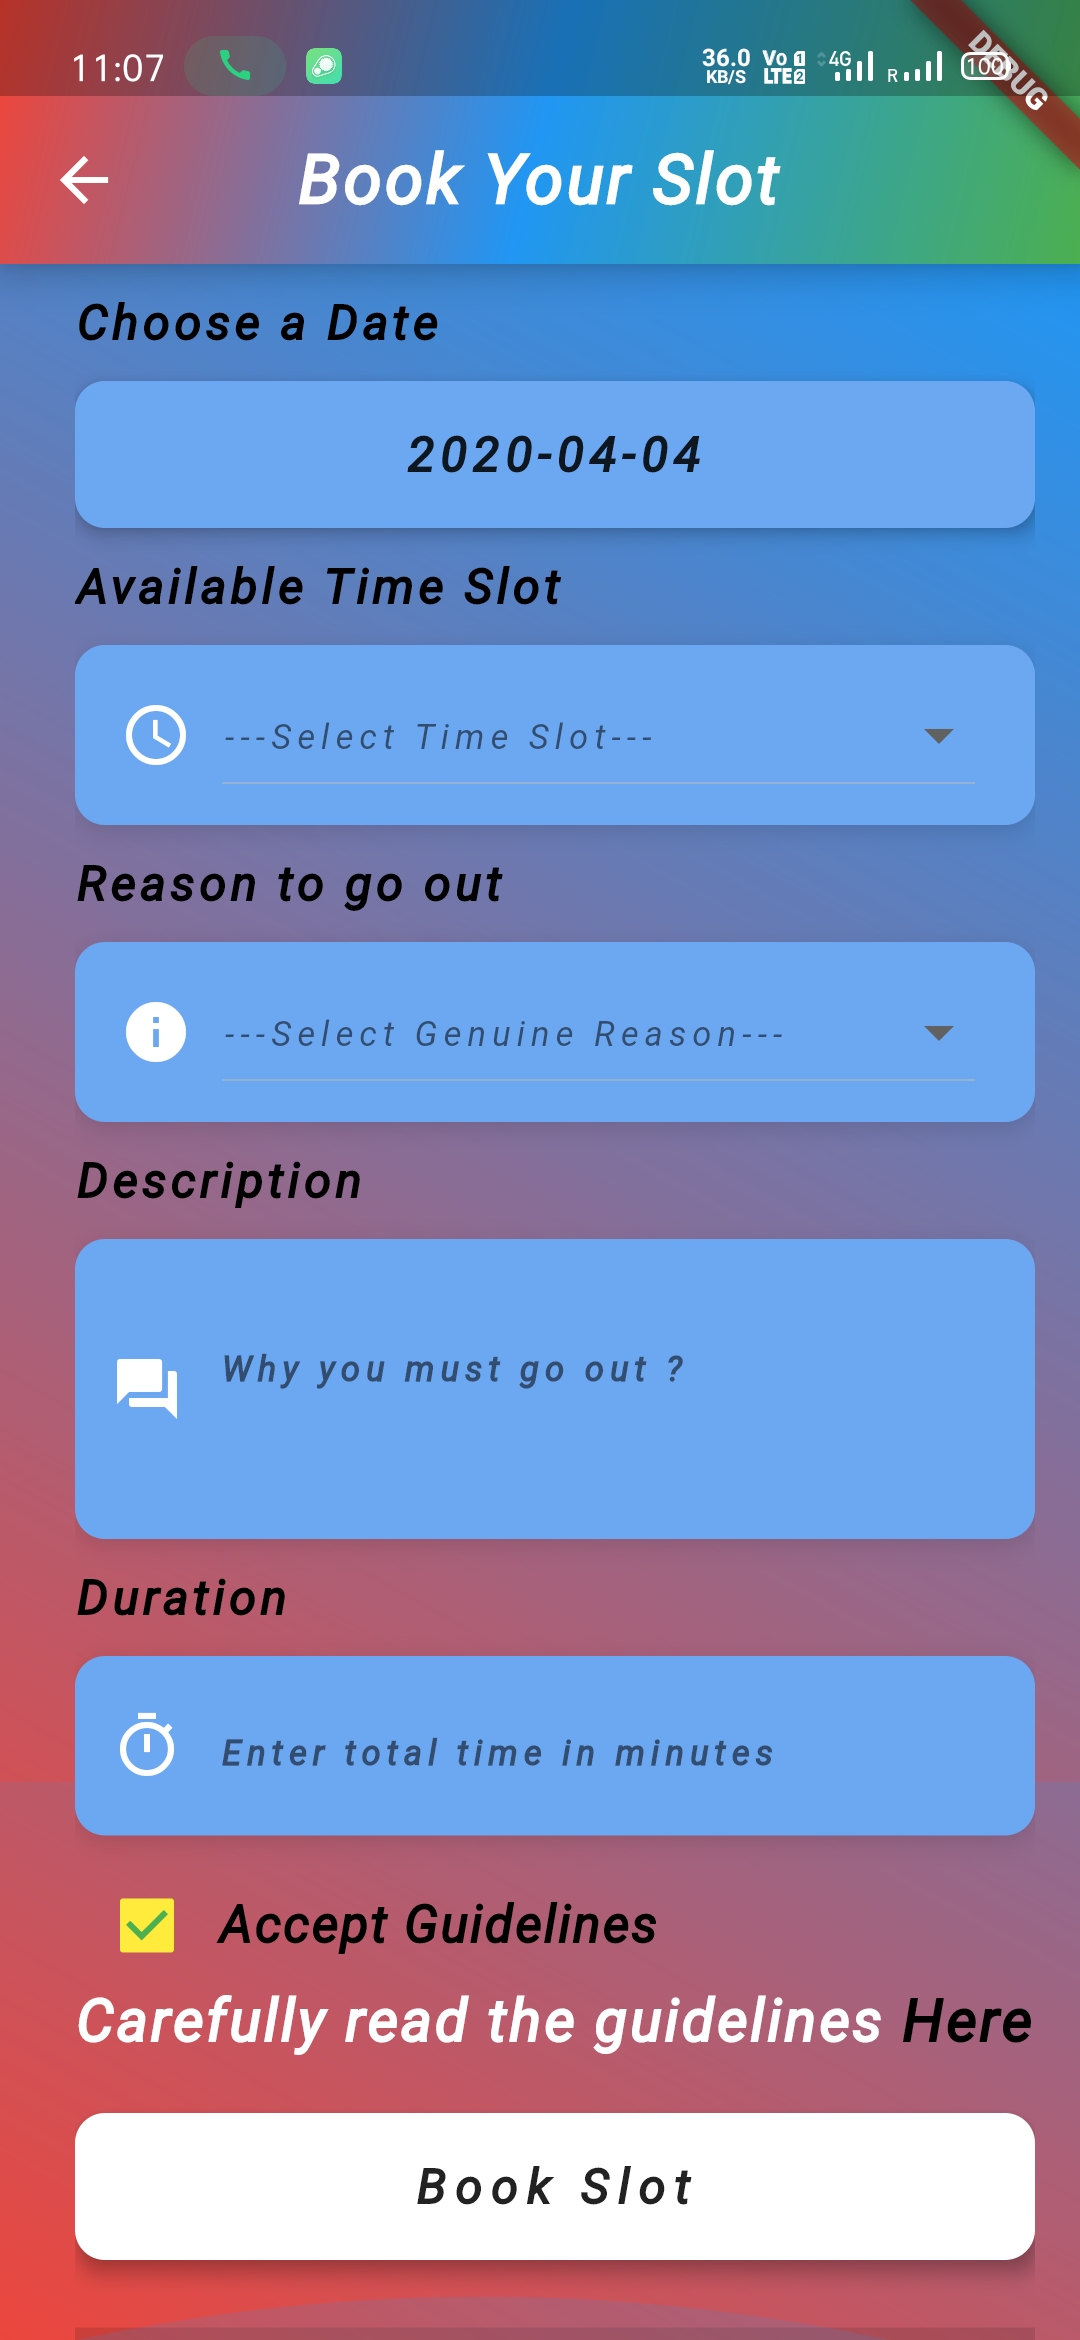 11:07
36.0 KB/S Vo LTE 1 2 4G R 100
DEBUG
Book Your Slot
Choose a Date
2020-04-04
Available Time Slot
---Select Time Slot---
Reason to go out
---Select Genuine Reason---
Description
Why you must go out ?
Duration
Enter total time in minutes
Accept Guidelines
Carefully read the guidelines Here
Book Slot